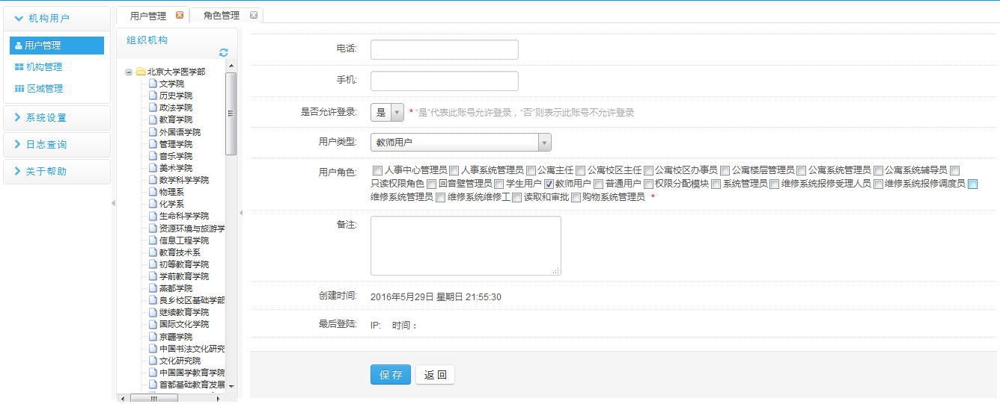 机构用户
用户管理
机构管理
区域管理
系统设置
日志查询
关于帮助
用户管理
角色管理
组织机构
北京大学医学部
文学院
历史学院
政法学院
教育学院
外国语学院
管理学院
音乐学院
美术学院
数学科学学院
物理系
化学系
生命科学学院
资源环境与旅游学
信息工程学院
教育技术系
初等教育学院
学前教育学院
燕都学院
良乡校区基础学部
继续教育学院
国际文化学院
京疆学院
中国书法文化研究
文化研究院
中国国学教育学院
首都基础教育发展
电话:
手机:
是否允许登录: 是 * “是”代表此账号允许登录，“否”则表示此账号不允许登录
用户类型: 教师用户
用户角色: 人事中心管理员 人事系统管理员 公寓主任 公寓校区主任 公寓校区办事员 公寓楼层管理员 公寓系统管理员 公寓系统辅导员
只读权限角色 回音壁管理员 学生用户 教师用户 普通用户 权限分配模块 系统管理员 维修系统报修受理人员 维修系统报修调度员
维修系统管理员 维修系统维修工 读取和审批 购物系统管理员 *
备注:
创建时间: 2016年5月29日 星期日 21:55:30
最后登陆: IP: 时间：
保 存 返 回